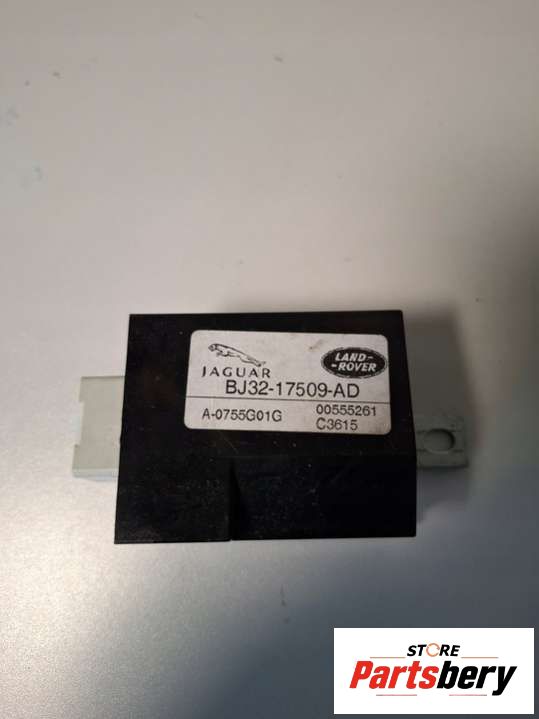 JAGUAR
LAND-
-ROVER
BJ32-17509-AD
A-0755G01G
00555261
C3615
STORE
Partsbery